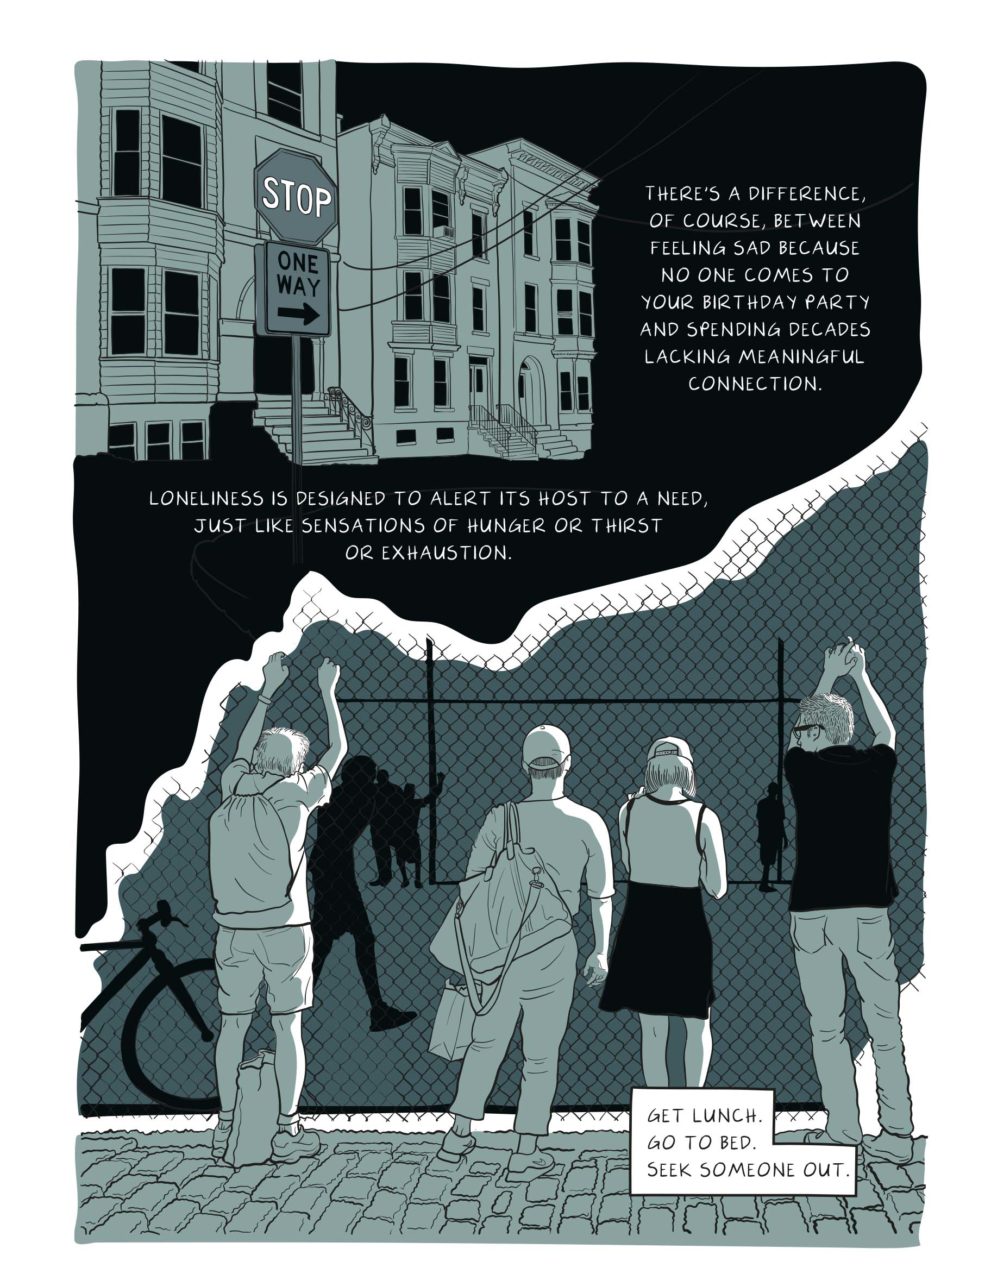 STOP
ONE
WAY
THERE'S A DIFFERENCE,
OF COURSE, BETWEEN
FEELING SAD BECAUSE
NO ONE COMES TO
YOUR BIRTHDAY PARTY
AND SPENDING DECADES
LACKING MEANINGFUL
CONNECTION.
LONELINESS IS DESIGNED TO ALERT ITS HOST TO A NEED,
JUST LIKE SENSATIONS OF HUNGER OR THIRST
OR EXHAUSTION.
GET LUNCH.
GO TO BED.
SEEK SOMEONE OUT.